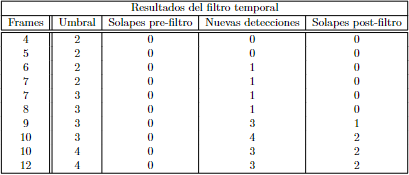 Resultados del filtro temporal
Frames Umbral Solapes pre-filtro Nuevas detecciones Solapes post-filtro
4 2 0 0 0
5 2 0 0 0
6 2 0 1 0
7 2 0 1 0
7 3 0 1 0
8 3 0 1 0
9 3 0 3 1
10 3 0 4 2
10 4 0 3 2
12 4 0 3 2